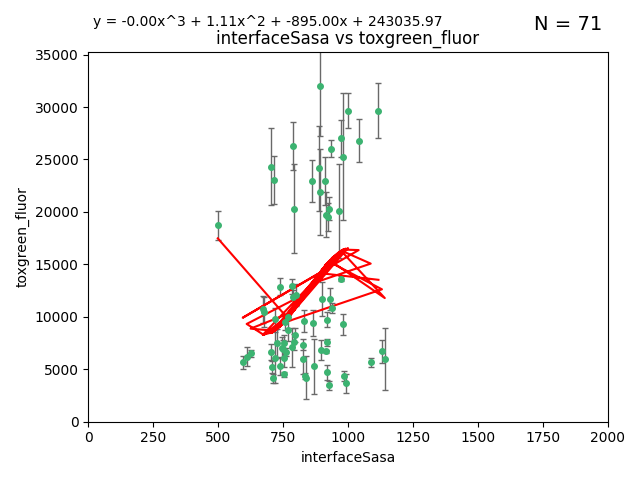 y = -0.00x^3 + 1.11x^2 + -895.00x + 243035.97
N = 71
interfaceSasa vs toxgreen_fluor
35000
30000
25000
20000
15000
10000
5000
0
toxgreen_fluor
0 250 500 750 1000 1250 1500 1750 2000
interfaceSasa